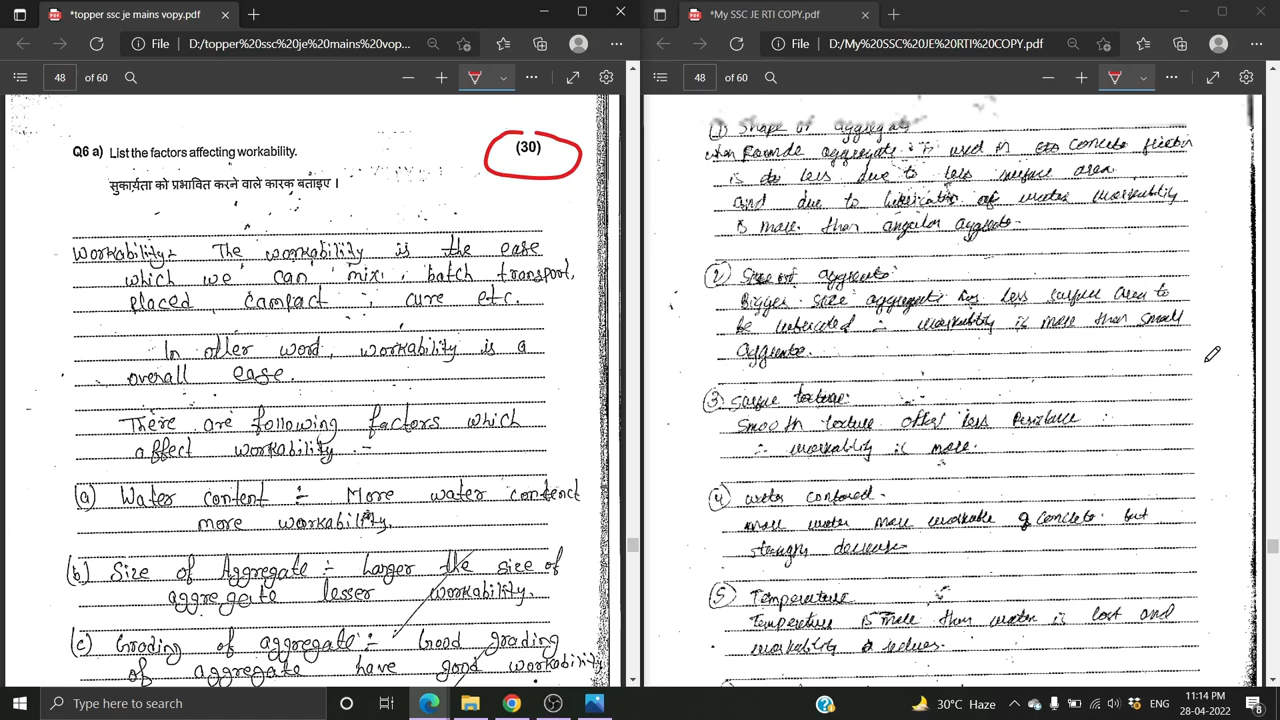 *topper ssc je mains vopy.pdf
*My SSC JE RTI COPY.pdf
File | D:/topper%20ssc%20je%20mains%20vop...
File | D:/My%20SSC%20JE%20RTI%20COPY.pdf
48 of 60
48 of 60
Q6 a) List the factors affecting workability.
(30)
सुकार्यता को प्रभावित करने वाले कारक बताइए ।
Workability:- The workability is the ease
which we can mix, batch transport,
placed, compact, cure etc.
In other word, workability is a
overall ease.
There are following factors which
affect workability :-
(a) Water content :- More water content
more workability.
(b) Size of Aggregate :- Larger the size of
aggregate lesser workability.
(c) Grading of aggregate :- Good grading
of aggregate have good workability
① Shape of aggregate
when rounde aggregate is used in concrete friction
is less due to less surface area
and due to lubrication of water workability
is more than angular aggregate.
② Size of aggregate
Bigger size aggregate has less surface area to
be lubricated ∴ workability is more than small
aggregate.
③ Surface texture.
Smooth texture offer less resistance
∴ workability is more.
④ water
more water more workable concrete but
strength decrease
⑤ Temperature
Temperature is more then water is lost and
workability reduces.
Type here to search
30°C Haze
ENG
11:14 PM
28-04-2022